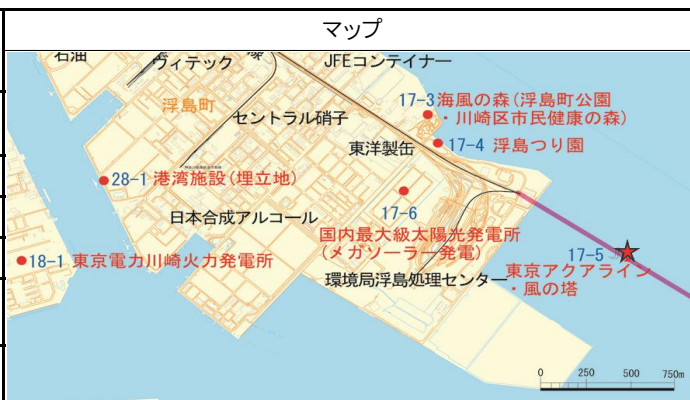 マップ
石油
ヴィテック
JFEコンテイナー
浮島町
17-3 海風の森(浮島町公園
・川崎区市民健康の森)
セントラル硝子
17-4 浮島つり園
東洋製缶
28-1 港湾施設(埋立地)
17-6
日本合成アルコール
国内最大級太陽光発電所
(メガソーラー発電)
17-5
18-1 東京電力川崎火力発電所
東京アクアライン
・風の塔
環境局浮島処理センター
0 250 500 750m